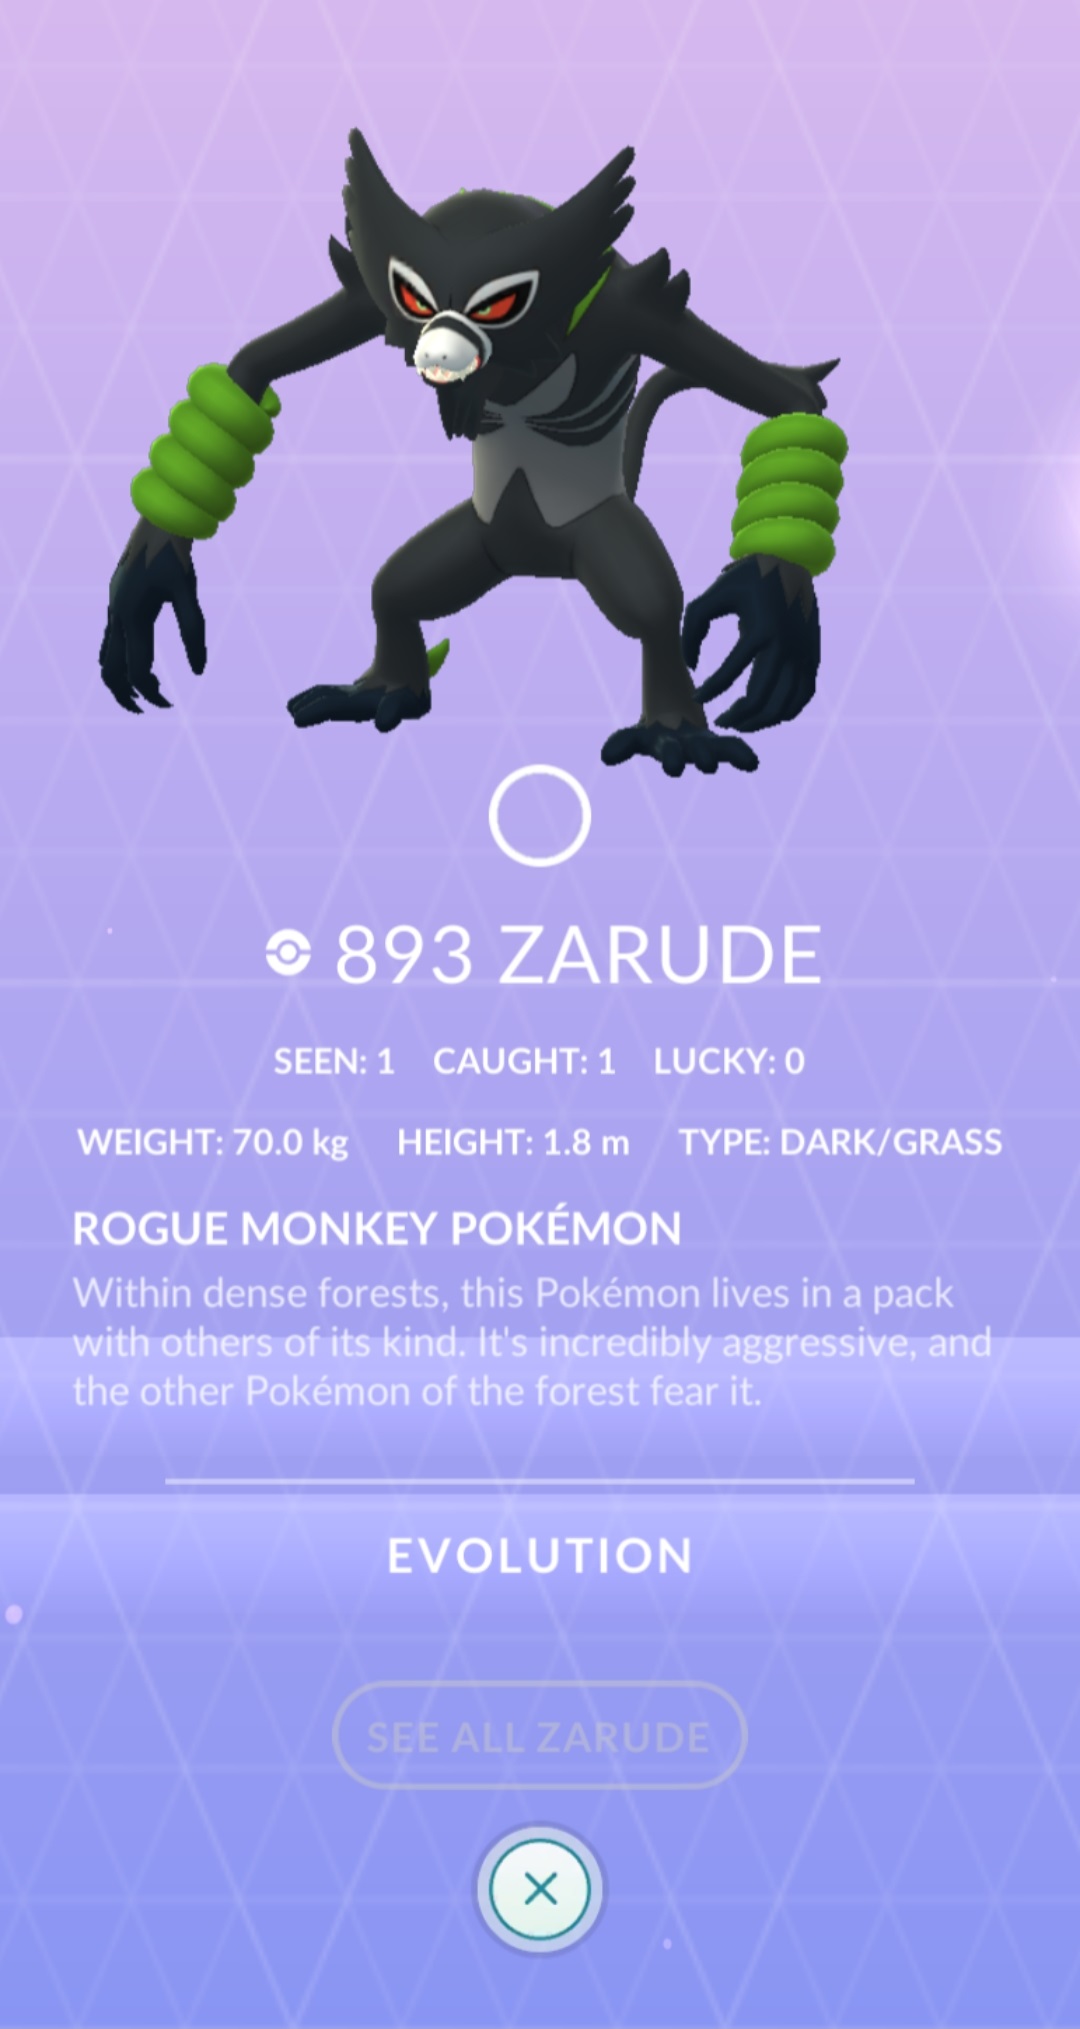 893 ZARUDE
SEEN: 1 CAUGHT: 1 LUCKY: 0
WEIGHT: 70.0 kg HEIGHT: 1.8 m TYPE: DARK/GRASS
ROGUE MONKEY POKÉMON
Within dense forests, this Pokémon lives in a pack
with others of its kind. It's incredibly aggressive, and
the other Pokémon of the forest fear it.
EVOLUTION
SEE ALL ZARUDE